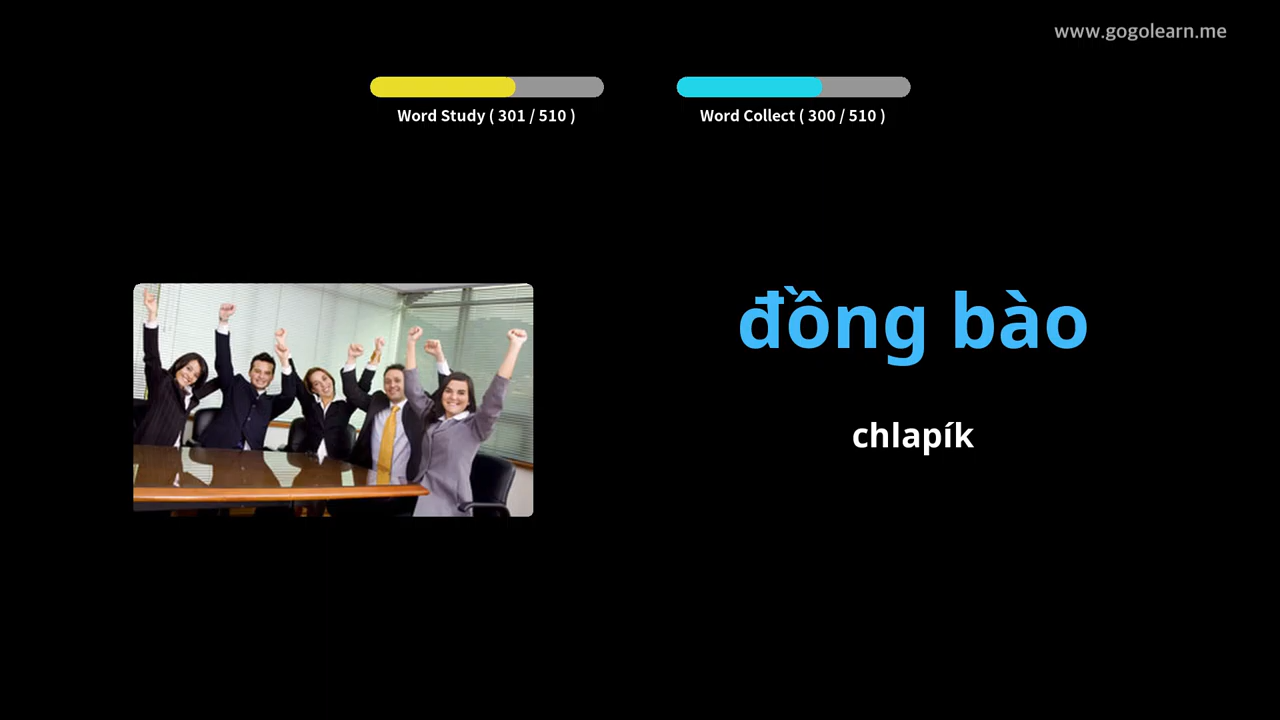 www.gogolearn.me
Word Study ( 301 / 510 )
Word Collect ( 300 / 510 )
đồng bào
chlapík